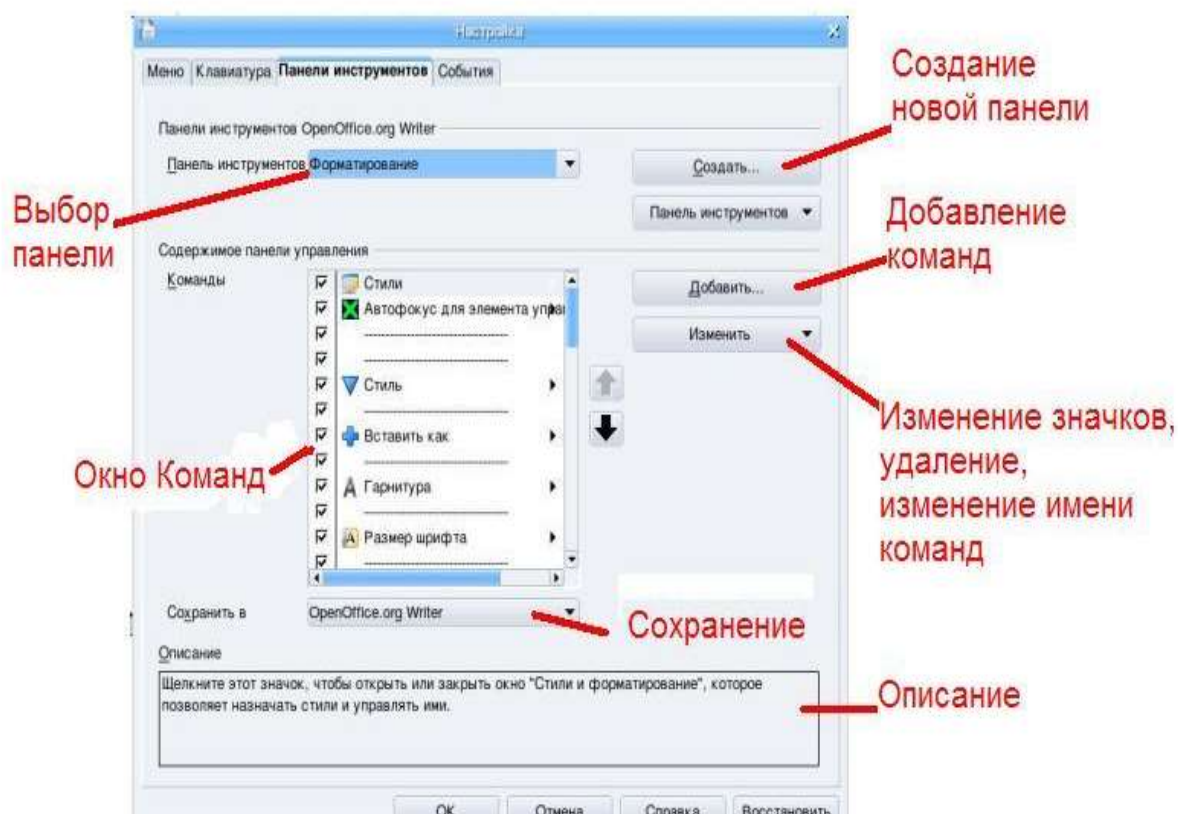 Настройка
Меню Клавиатура Панели инструментов События
Создание
новой панели
Панели инструментов OpenOffice.org Writer
Панель инструментов Форматирование
Создать...
Выбор
панели
Панель инструментов
Добавление
команд
Содержимое панели управления
Команды
Стили
Автофокус для элемента управ
Добавить...
Изменить
Стиль
Вставить как
Изменение значков,
удаление,
изменение имени
команд
Окно Команд
Гарнитура
Размер шрифта
Сохранить в
OpenOffice.org Writer
Сохранение
Описание
Щелкните этот значок, чтобы открыть или закрыть окно "Стили и форматирование", которое
позволяет назначать стили и управлять ими.
Описание
ОК Отмена Справка Восстановить